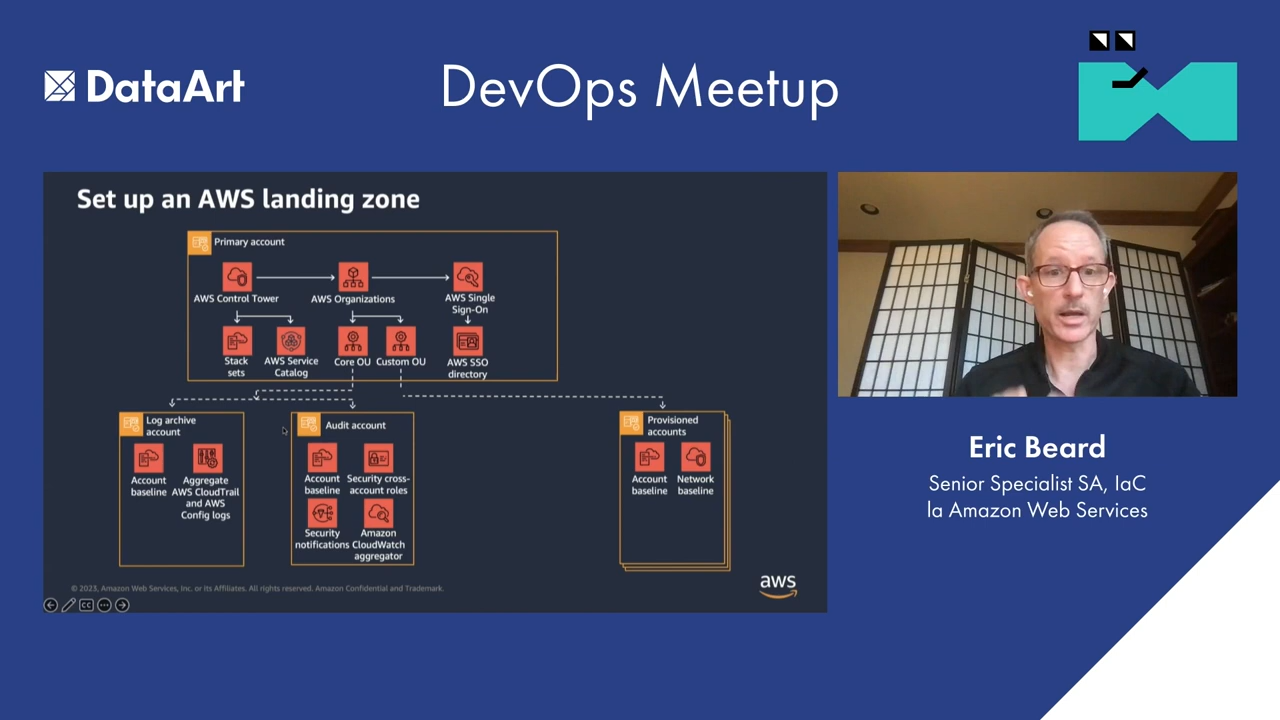 DataArt
DevOps Meetup
Set up an AWS landing zone
Primary account
AWS Control Tower
AWS Organizations
AWS Single
Sign-On
Stack
sets
AWS Service
Catalog
Core OU
Custom OU
AWS SSO
directory
Log archive
account
Account
baseline
Aggregate
AWS CloudTrail
and AWS
Config logs
Audit account
Account
baseline
Security cross-
account roles
Security
notifications
Amazon
CloudWatch
aggregator
Provisioned
accounts
Account
baseline
Network
baseline
© 2023, Amazon Web Services, Inc. or its Affiliates. All rights reserved. Amazon Confidential and Trademark.
aws
CC
Eric Beard
Senior Specialist SA, IaC
la Amazon Web Services